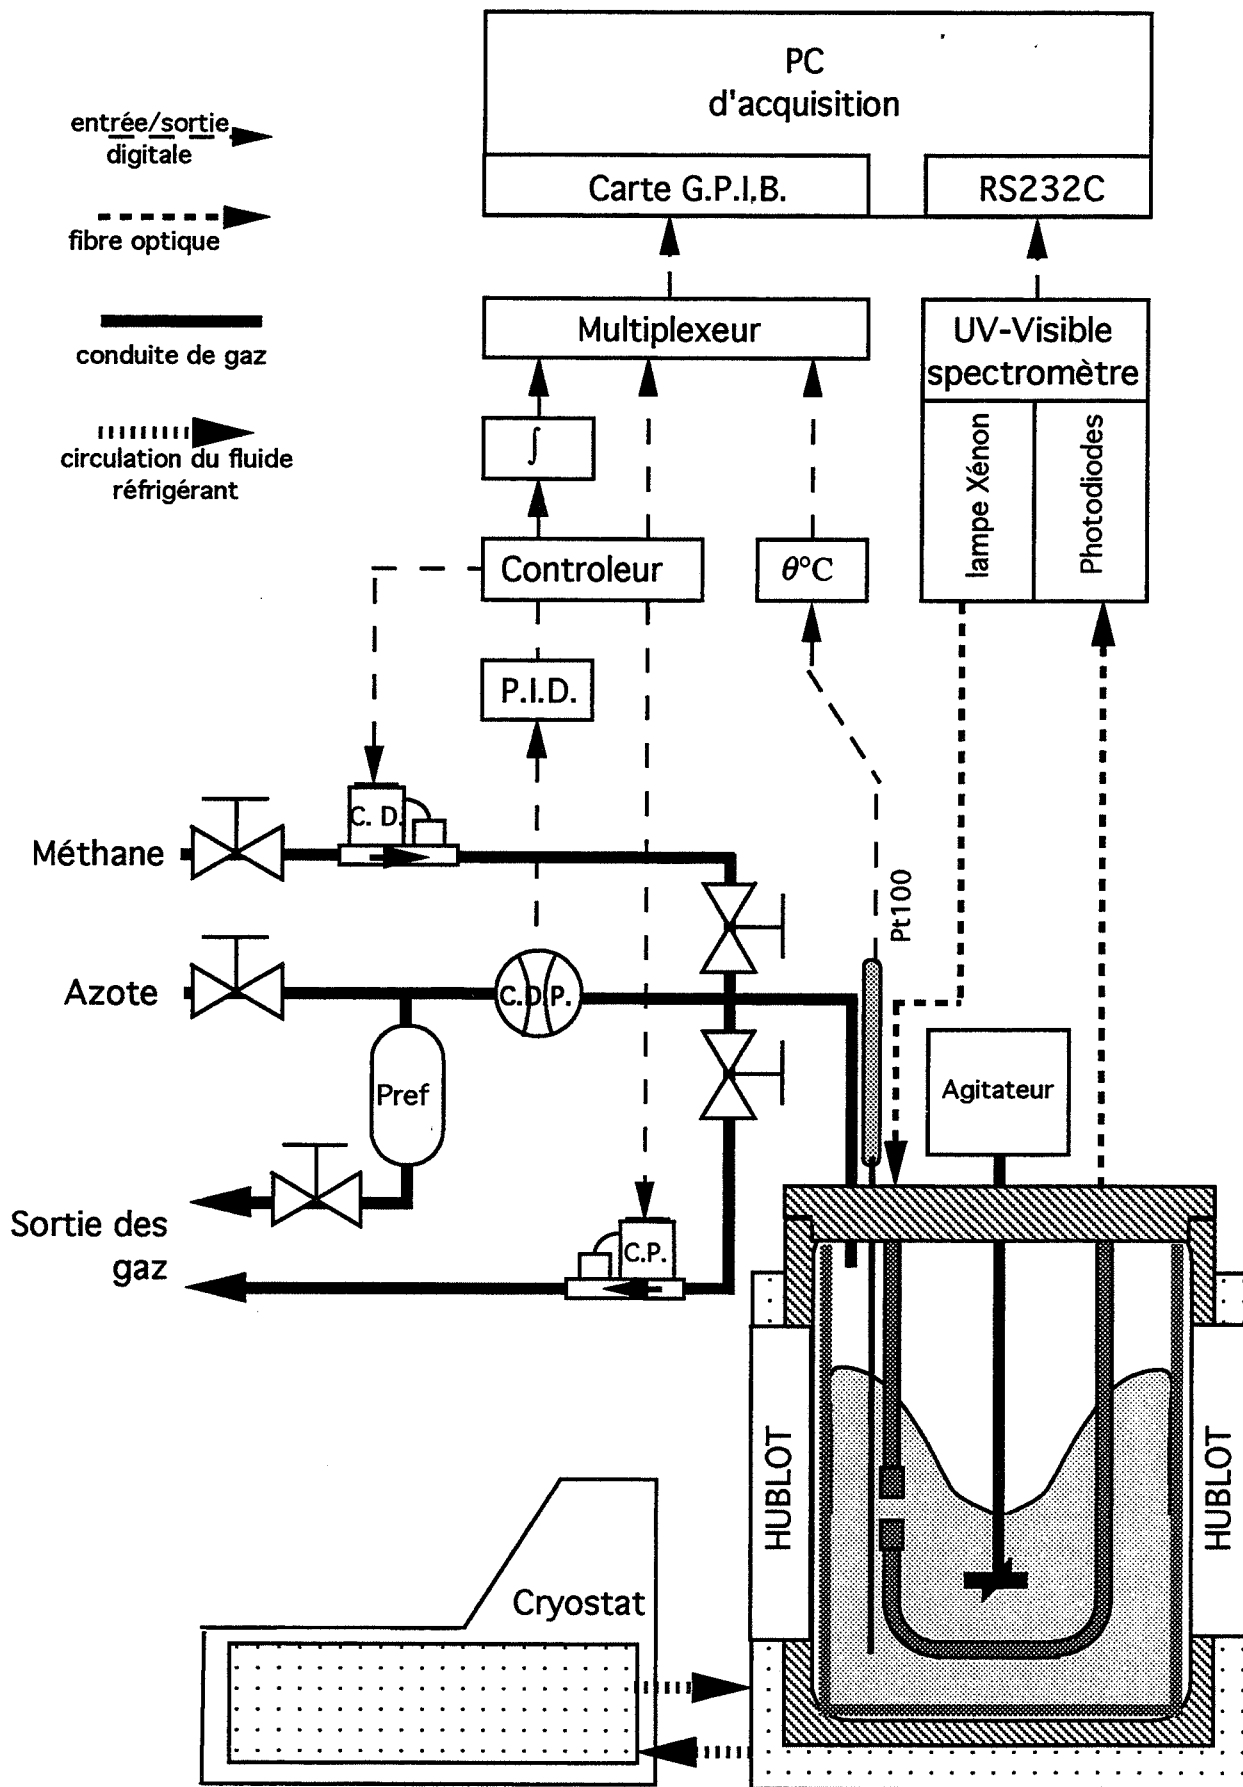 PC
d'acquisition
entrée/sortie
digitale
Carte G.P.I.B.
RS232C
fibre optique
Multiplexeur
UV-Visible
spectromètre
conduite de gaz
lampe Xénon
Photodiodes
∫
circulation du fluide
réfrigérant
Controleur
θ°C
P.I.D.
C. D.
Méthane
Pt100
Azote
C.D.P.
Pref
Agitateur
Sortie des
gaz
C.P.
HUBLOT
HUBLOT
Cryostat